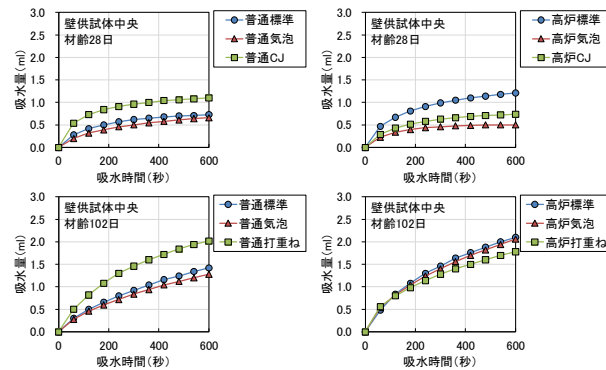 壁供試体中央
材齢28日
普通標準
普通気泡
普通CJ
吸水量(ml)
3.0
2.5
2.0
1.5
1.0
0.5
0.0
0
200
400
600
吸水時間(秒)
壁供試体中央
材齢28日
高炉標準
高炉気泡
高炉CJ
吸水量(ml)
3.0
2.5
2.0
1.5
1.0
0.5
0.0
0
200
400
600
吸水時間(秒)
壁供試体中央
材齢102日
普通標準
普通気泡
普通打重ね
吸水量(ml)
3.0
2.5
2.0
1.5
1.0
0.5
0.0
0
200
400
600
吸水時間(秒)
壁供試体中央
材齢102日
高炉標準
高炉気泡
高炉打重ね
吸水量(ml)
3.0
2.5
2.0
1.5
1.0
0.5
0.0
0
200
400
600
吸水時間(秒)